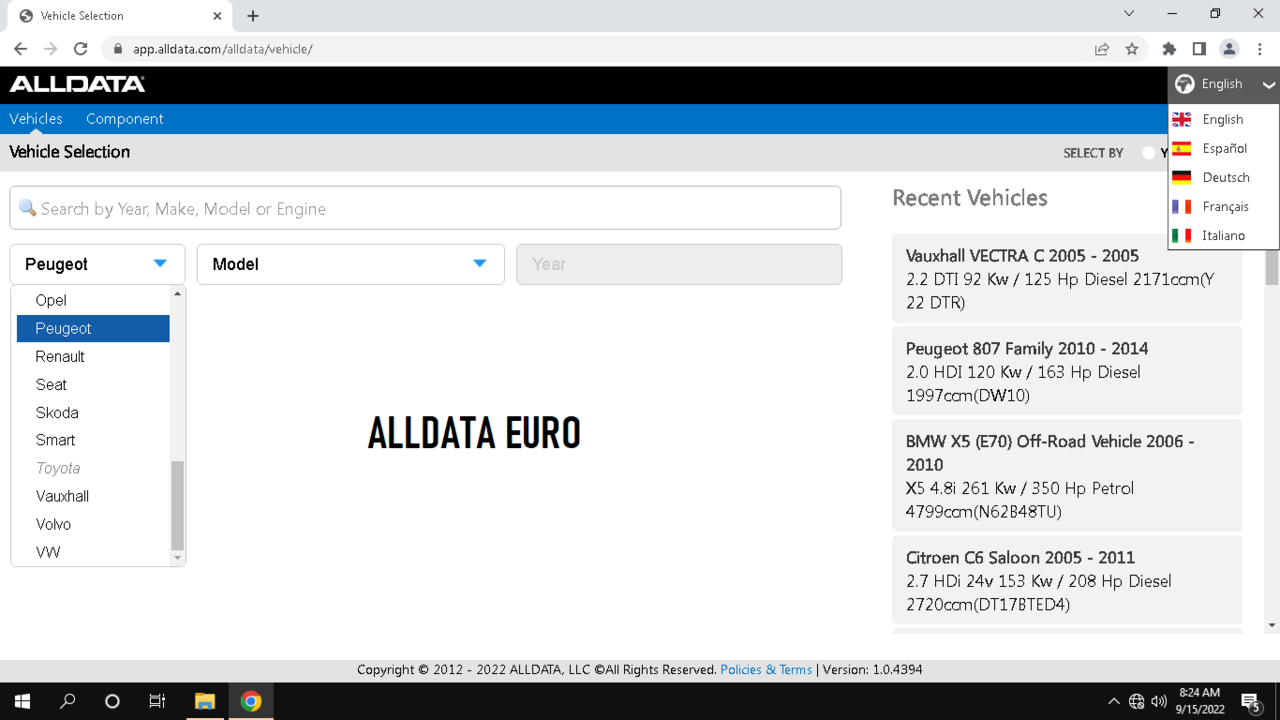 Vehicle Selection
app.alldata.com/alldata/vehicle/
ALLDATA
English
Vehicles Component
English
Español
Deutsch
Français
Italiano
Vehicle Selection
SELECT BY
Search by Year, Make, Model or Engine
Peugeot
Model
Year
Opel
Peugeot
Renault
Seat
Skoda
Smart
Toyota
Vauxhall
Volvo
VW
ALLDATA EURO
Recent Vehicles
Vauxhall VECTRA C 2005 - 2005
2.2 DTI 92 Kw / 125 Hp Diesel 2171ccm(Y
22 DTR)
Peugeot 807 Family 2010 - 2014
2.0 HDI 120 Kw / 163 Hp Diesel
1997ccm(DW10)
BMW X5 (E70) Off-Road Vehicle 2006 -
2010
X5 4.8i 261 Kw / 350 Hp Petrol
4799ccm(N62B48TU)
Citroen C6 Saloon 2005 - 2011
2.7 HDi 24v 153 Kw / 208 Hp Diesel
2720ccm(DT17BTED4)
Copyright © 2012 - 2022 ALLDATA, LLC ©All Rights Reserved. Policies & Terms | Version: 1.0.4394
8:24 AM
9/15/2022
5